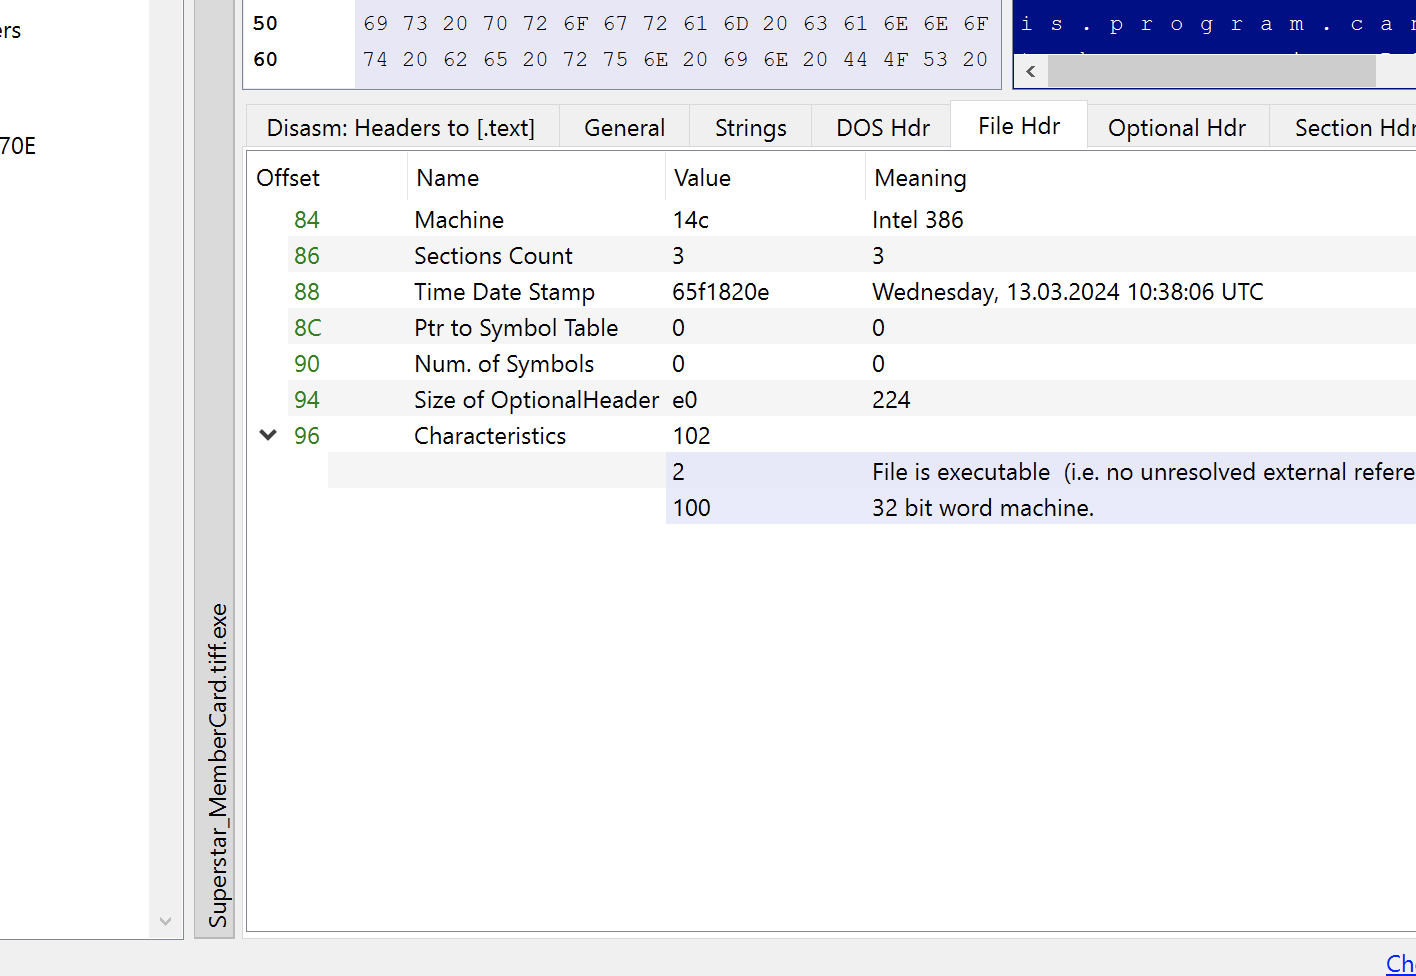 ers
70E
50 69 73 20 70 72 6F 67 72 61 6D 20 63 61 6E 6E 6F
60 74 20 62 65 20 72 75 6E 20 69 6E 20 44 4F 53 20
i s . p r o g r a m . c a
Disasm: Headers to [.text] General Strings DOS Hdr File Hdr Optional Hdr Section Hdr
Offset Name Value Meaning
84 Machine 14c Intel 386
86 Sections Count 3 3
88 Time Date Stamp 65f1820e Wednesday, 13.03.2024 10:38:06 UTC
8C Ptr to Symbol Table 0 0
90 Num. of Symbols 0 0
94 Size of OptionalHeader e0 224
96 Characteristics 102
2 File is executable (i.e. no unresolved external refere
100 32 bit word machine.
Superstar_MemberCard.tiff.exe
Che